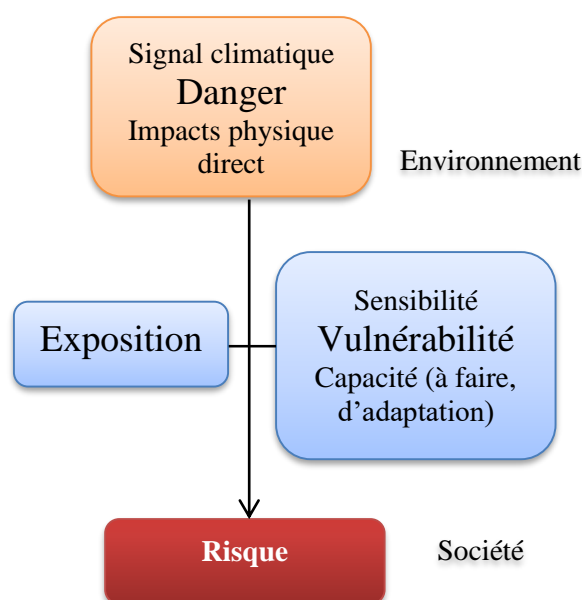 Signal climatique
Danger
Impacts physique
direct
Environnement
Exposition
Sensibilité
Vulnérabilité
Capacité (à faire,
d’adaptation)
Risque
Société